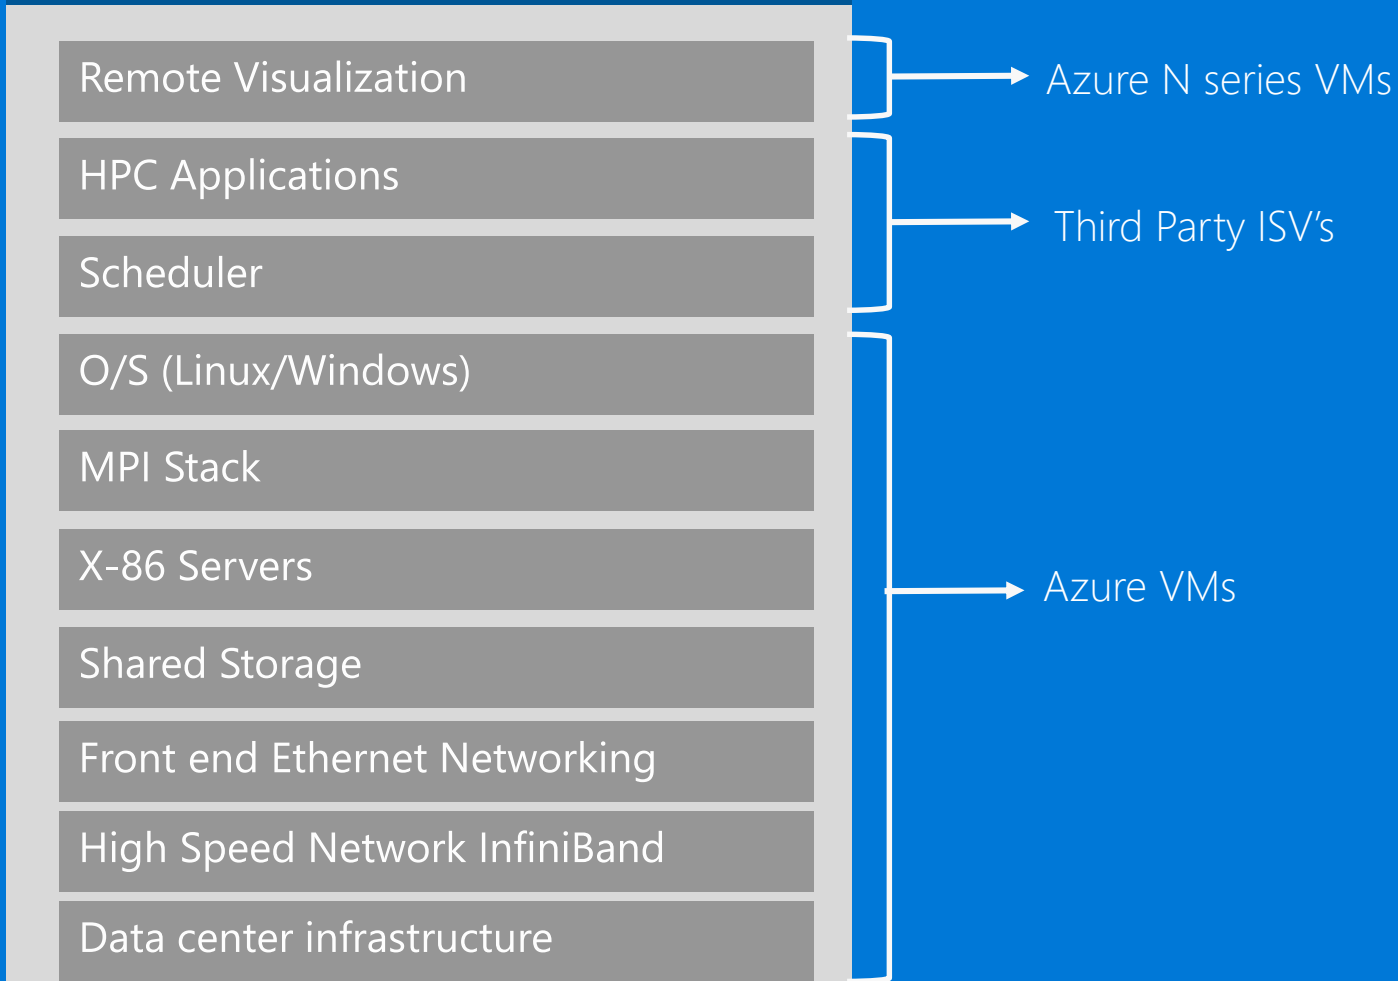 Remote Visualization
Azure N series VMs
HPC Applications
Third Party ISV's
Scheduler
O/S (Linux/Windows)
MPI Stack
X-86 Servers
Azure VMs
Shared Storage
Front end Ethernet Networking
High Speed Network InfiniBand
Data center infrastructure